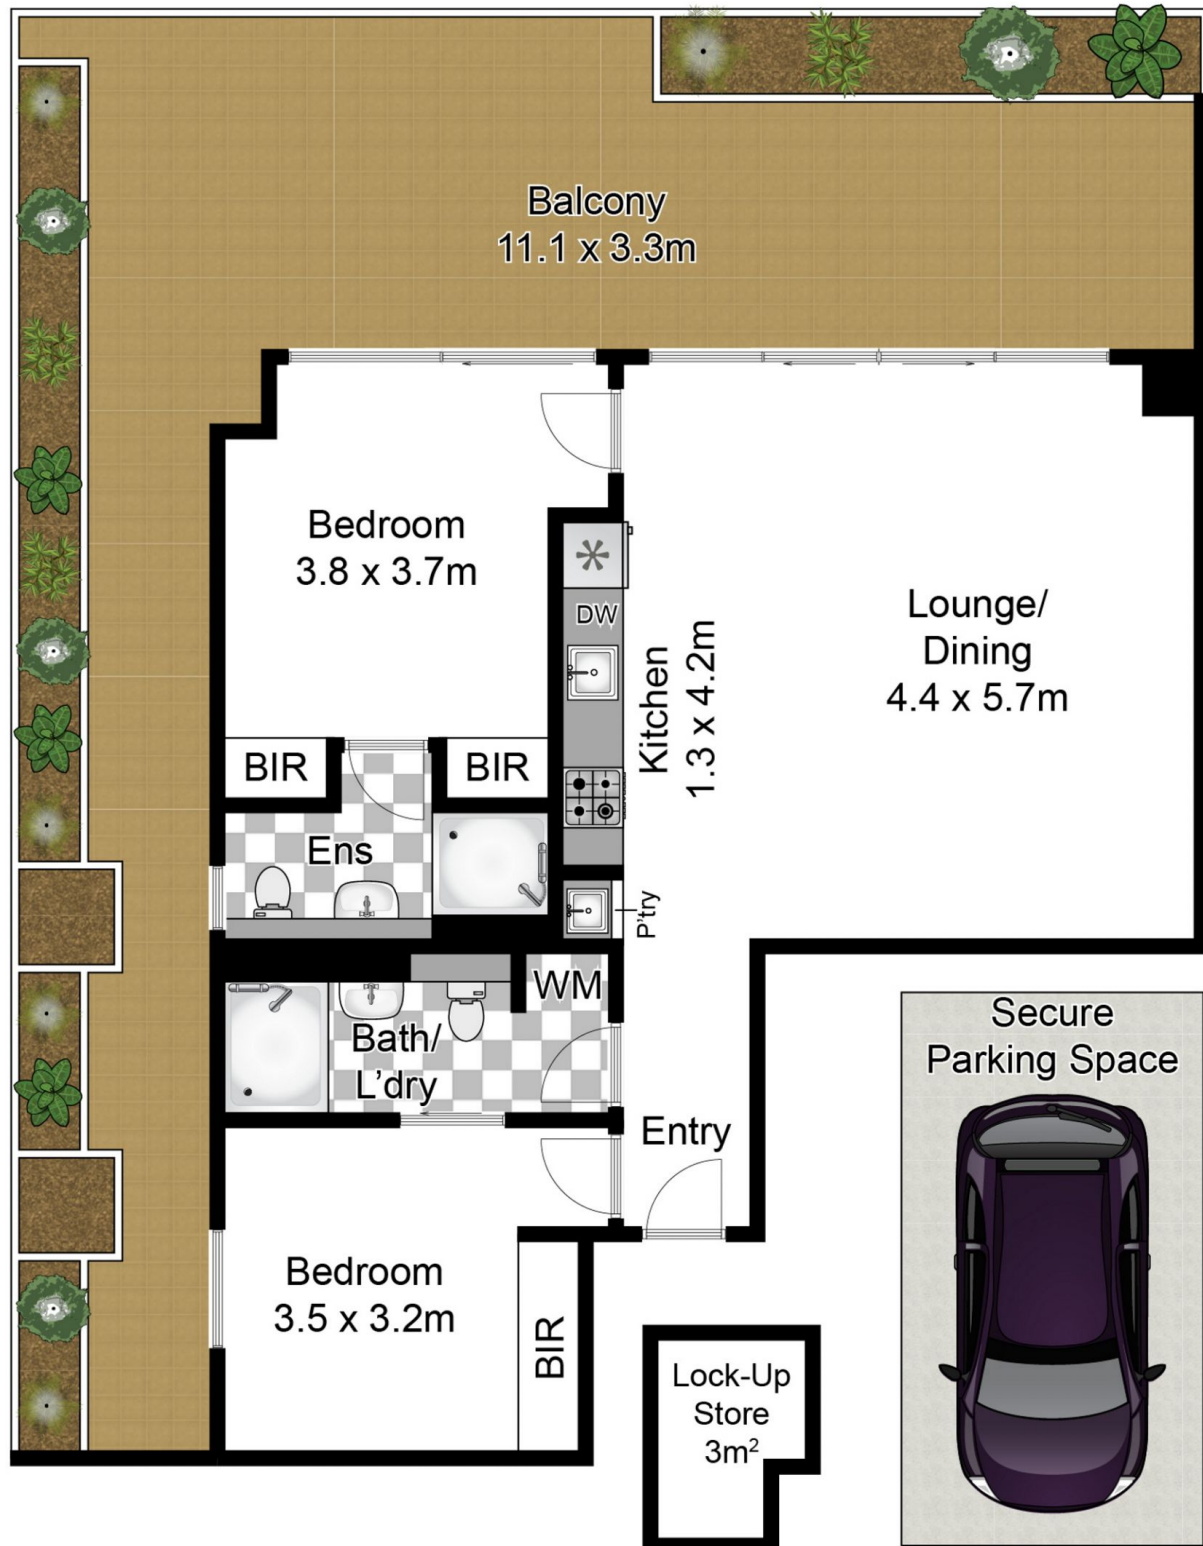 Balcony
11.1 x 3.3m
Bedroom
3.8 x 3.7m
DW
Kitchen
1.3 x 4.2m
Lounge/
Dining
4.4 x 5.7m
BIR
BIR
Ens
P'try
WM
Bath/
L'dry
Entry
Secure
Parking Space
Bedroom
3.5 x 3.2m
BIR
Lock-Up
Store
3m²